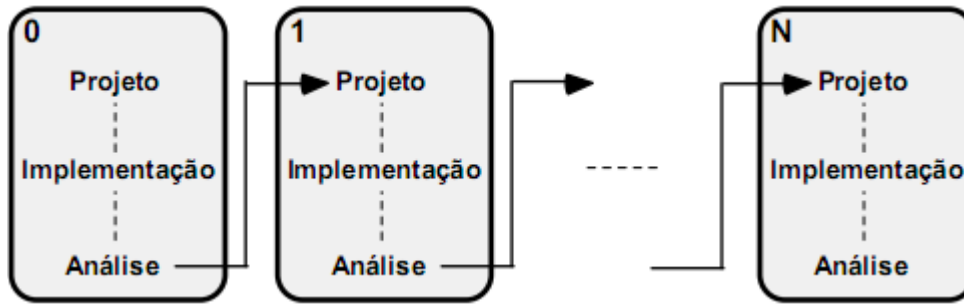 0
Projeto
Implementação
Análise
1
Projeto
Implementação
Análise
N
Projeto
Implementação
Análise